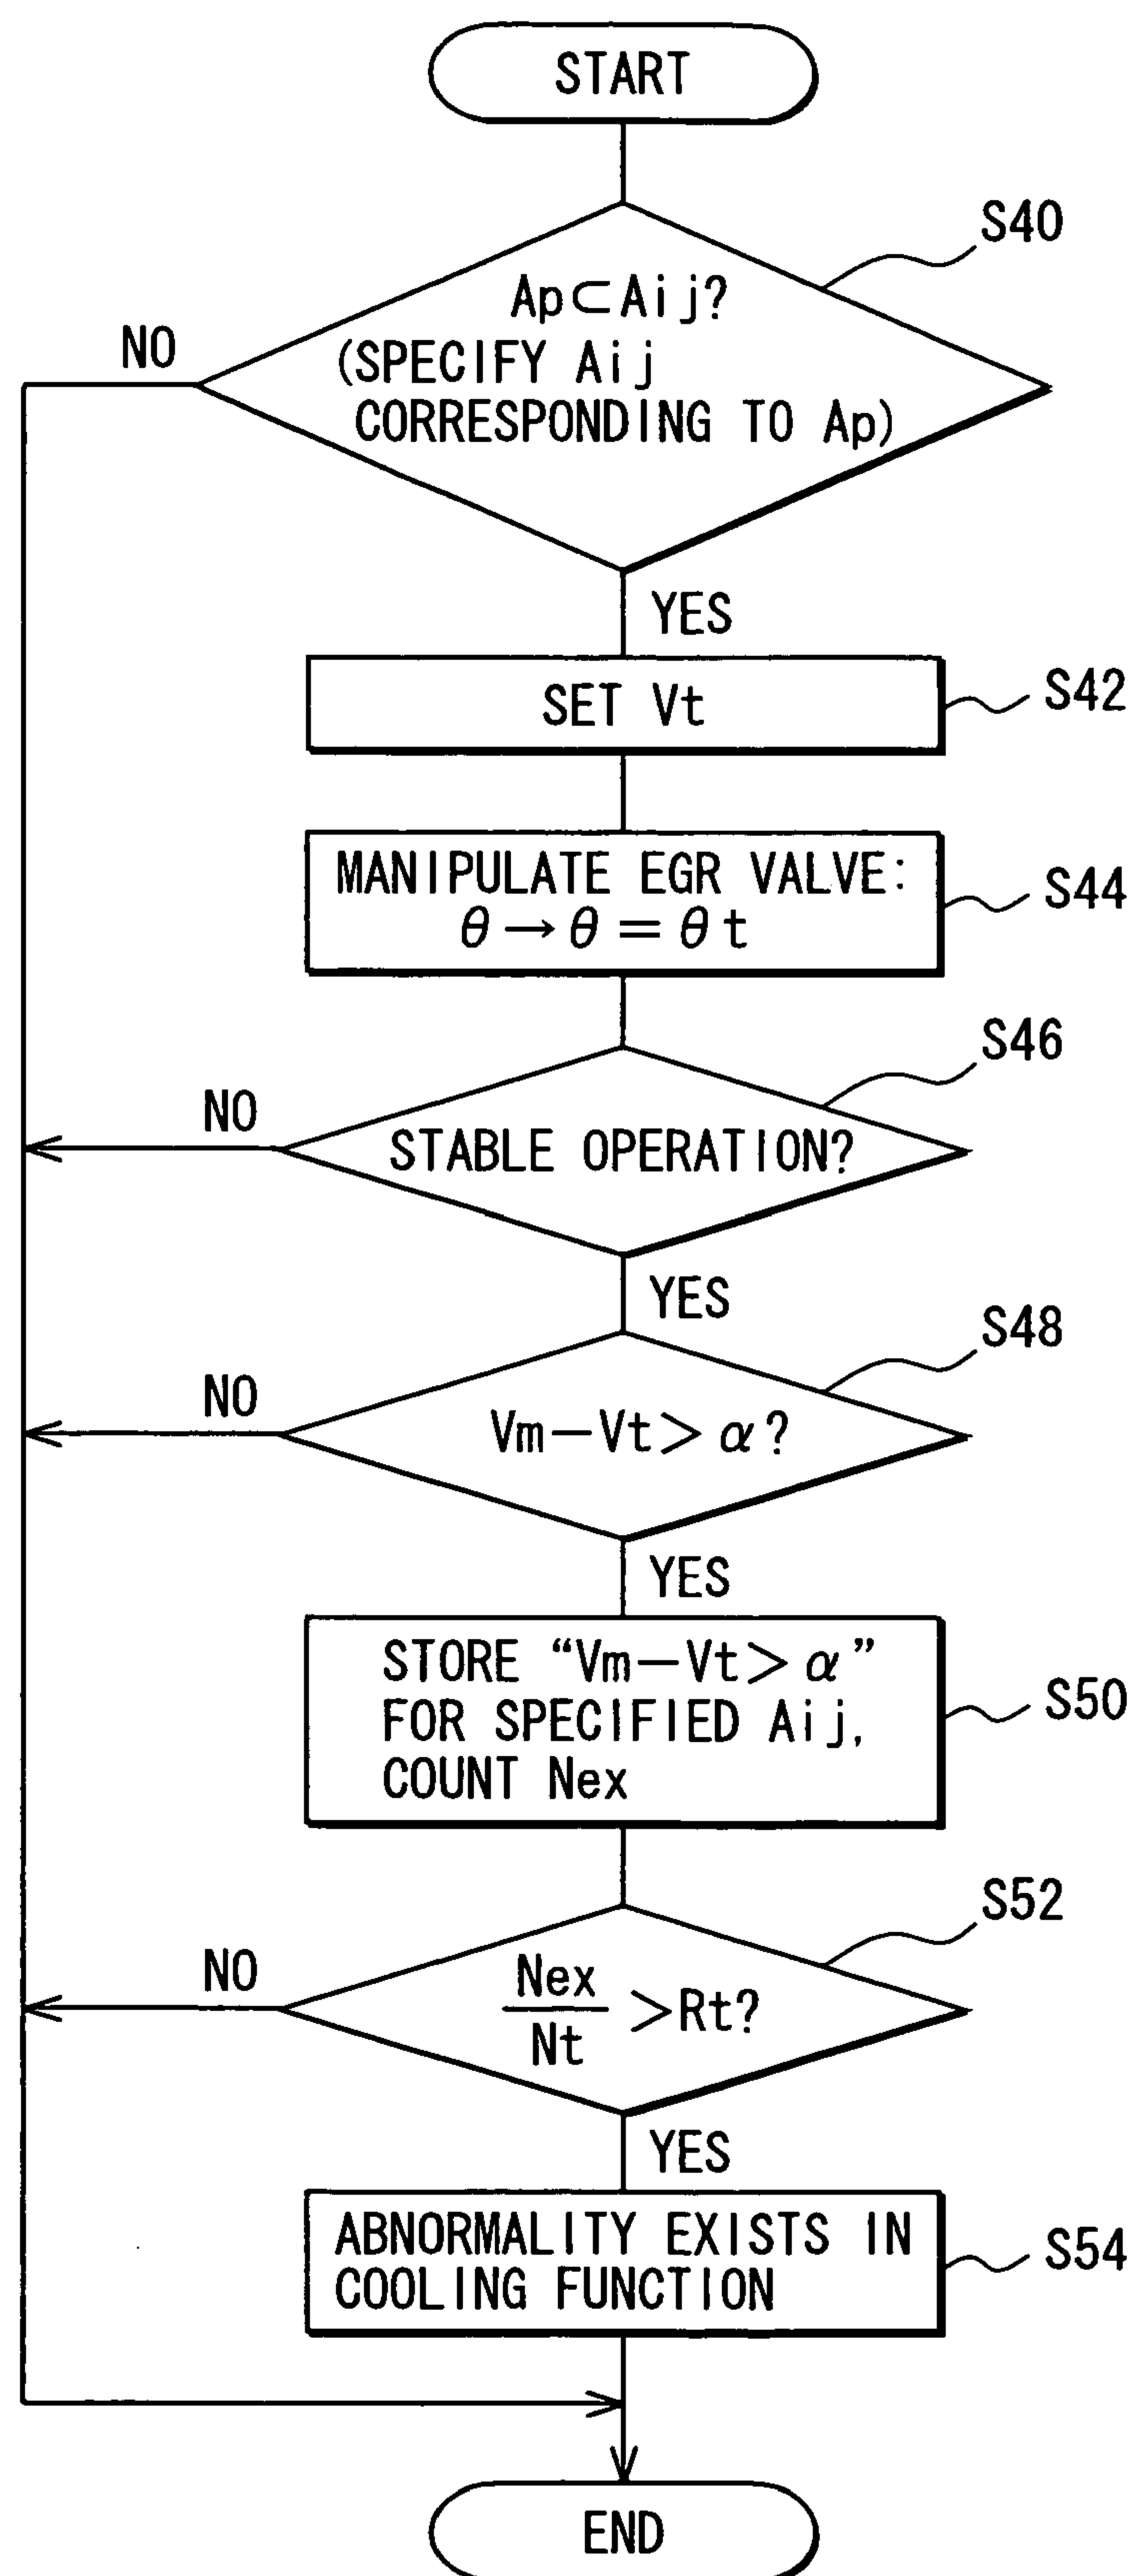 START
S40
Ap⊂Aij?
(SPECIFY Aij
CORRESPONDING TO Ap)
NO
YES
SET Vt
S42
MANIPULATE EGR VALVE:
θ→θ=θt
S44
S46
STABLE OPERATION?
NO
YES
S48
Vm−Vt>α?
NO
YES
STORE “Vm−Vt>α”
FOR SPECIFIED Aij,
COUNT Nex
S50
S52
Nex
Nt
>Rt?
NO
YES
ABNORMALITY EXISTS IN
COOLING FUNCTION
S54
END